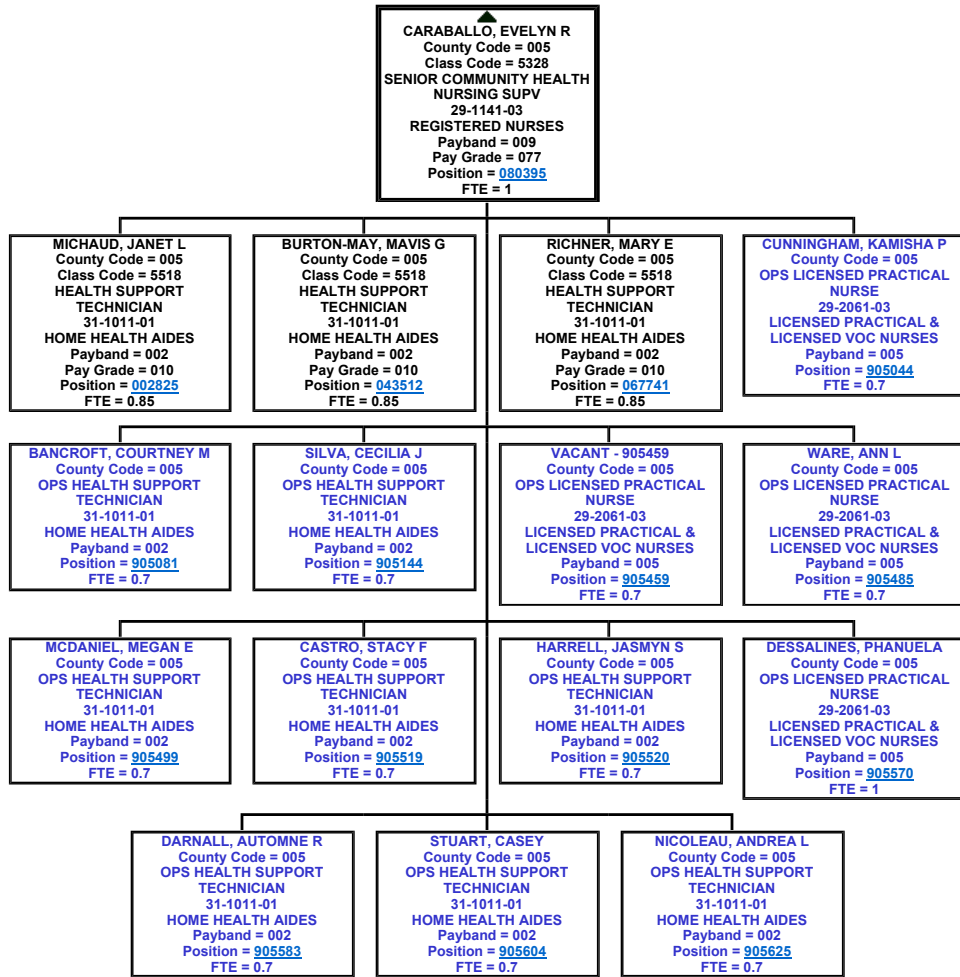 CARABALLO, EVELYN R
County Code = 005
Class Code = 5328
SENIOR COMMUNITY HEALTH
NURSING SUPV
29-1141-03
REGISTERED NURSES
Payband = 009
Pay Grade = 077
Position = 080395
FTE = 1
MICHAUD, JANET L
County Code = 005
Class Code = 5518
HEALTH SUPPORT
TECHNICIAN
31-1011-01
HOME HEALTH AIDES
Payband = 002
Pay Grade = 010
Position = 002825
FTE = 0.85
BURTON-MAY, MAVIS G
County Code = 005
Class Code = 5518
HEALTH SUPPORT
TECHNICIAN
31-1011-01
HOME HEALTH AIDES
Payband = 002
Pay Grade = 010
Position = 043512
FTE = 0.85
RICHNER, MARY E
County Code = 005
Class Code = 5518
HEALTH SUPPORT
TECHNICIAN
31-1011-01
HOME HEALTH AIDES
Payband = 002
Pay Grade = 010
Position = 067741
FTE = 0.85
CUNNINGHAM, KAMISHA P
County Code = 005
OPS LICENSED PRACTICAL
NURSE
29-2061-03
LICENSED PRACTICAL &
LICENSED VOC NURSES
Payband = 005
Position = 905044
FTE = 0.7
BANCROFT, COURTNEY M
County Code = 005
OPS HEALTH SUPPORT
TECHNICIAN
31-1011-01
HOME HEALTH AIDES
Payband = 002
Position = 905081
FTE = 0.7
SILVA, CECILIA J
County Code = 005
OPS HEALTH SUPPORT
TECHNICIAN
31-1011-01
HOME HEALTH AIDES
Payband = 002
Position = 905144
FTE = 0.7
VACANT - 905459
County Code = 005
OPS LICENSED PRACTICAL
NURSE
29-2061-03
LICENSED PRACTICAL &
LICENSED VOC NURSES
Payband = 005
Position = 905459
FTE = 0.7
WARE, ANN L
County Code = 005
OPS LICENSED PRACTICAL
NURSE
29-2061-03
LICENSED PRACTICAL &
LICENSED VOC NURSES
Payband = 005
Position = 905485
FTE = 0.7
MCDANIEL, MEGAN E
County Code = 005
OPS HEALTH SUPPORT
TECHNICIAN
31-1011-01
HOME HEALTH AIDES
Payband = 002
Position = 905499
FTE = 0.7
CASTRO, STACY F
County Code = 005
OPS HEALTH SUPPORT
TECHNICIAN
31-1011-01
HOME HEALTH AIDES
Payband = 002
Position = 905519
FTE = 0.7
HARRELL, JASMYN S
County Code = 005
OPS HEALTH SUPPORT
TECHNICIAN
31-1011-01
HOME HEALTH AIDES
Payband = 002
Position = 905520
FTE = 0.7
DESSALINES, PHANUELA
County Code = 005
OPS LICENSED PRACTICAL
NURSE
29-2061-03
LICENSED PRACTICAL &
LICENSED VOC NURSES
Payband = 005
Position = 905570
FTE = 1
DARNALL, AUTOMNE R
County Code = 005
OPS HEALTH SUPPORT
TECHNICIAN
31-1011-01
HOME HEALTH AIDES
Payband = 002
Position = 905583
FTE = 0.7
STUART, CASEY
County Code = 005
OPS HEALTH SUPPORT
TECHNICIAN
31-1011-01
HOME HEALTH AIDES
Payband = 002
Position = 905604
FTE = 0.7
NICOLEAU, ANDREA L
County Code = 005
OPS HEALTH SUPPORT
TECHNICIAN
31-1011-01
HOME HEALTH AIDES
Payband = 002
Position = 905625
FTE = 0.7